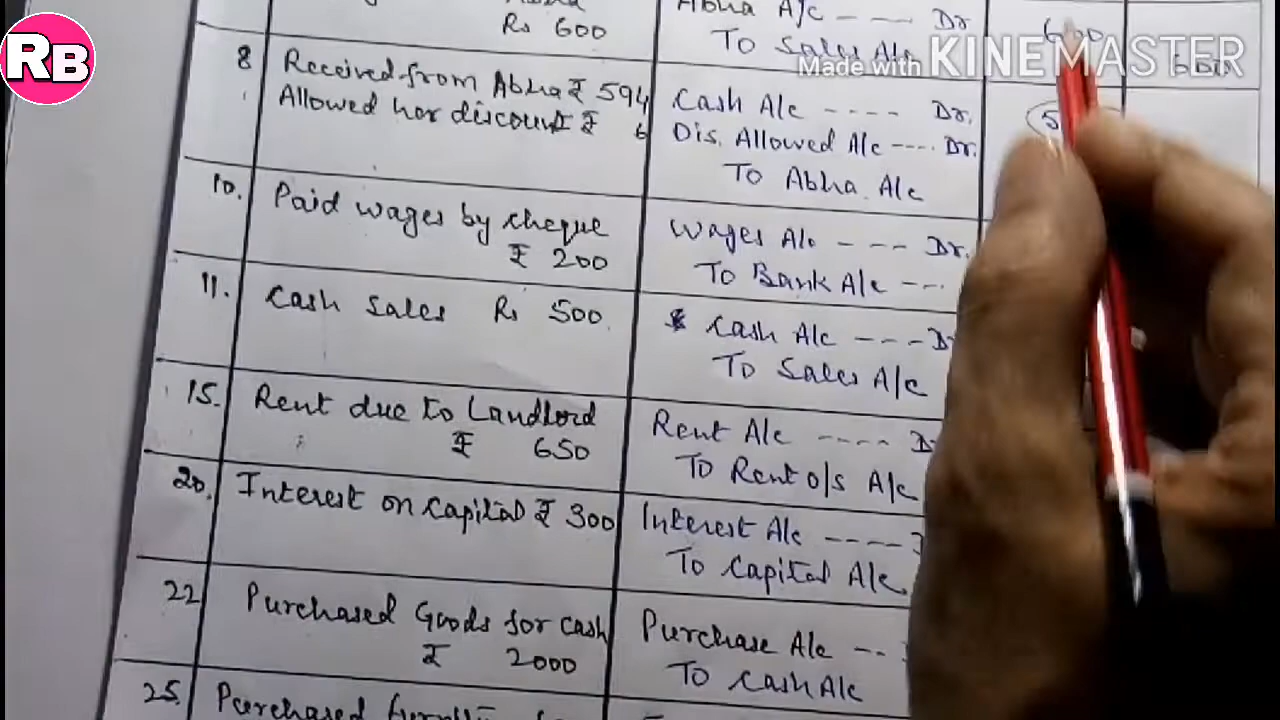 RB
Made with KINEMASTER
Rs 600
Abha A/c - - - - Dr
To Sales A/c
600
8 Received from Abha ₹ 594
Allowed her discount ₹ 6
Cash A/c - - - - Dr.
Dis. Allowed A/c ---- Dr.
To Abha A/c
5
10. Paid wages by cheque
₹ 200
Wages A/c - - - - Dr.
To Bank A/c - - -
11. Cash Sales Rs 500
Cash A/c - - - D
To Sales A/c
15. Rent due to Landlord
₹ 650
Rent A/c - - - - D
To Rent o/s A/c
20. Interest on Capital ₹ 300
Interest A/c - - - -
To Capital A/c
22 Purchased Goods for cash
₹ 2000
Purchase A/c - -
To Cash A/c
25. Purchased